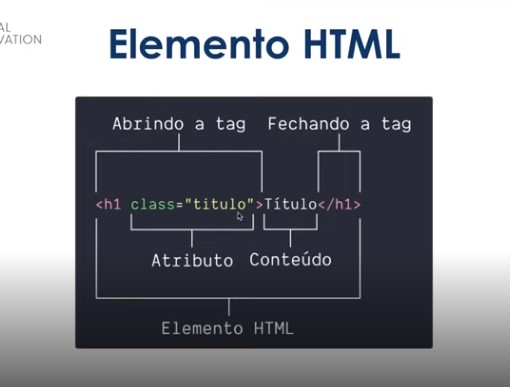 AL
VATION
Elemento HTML
Abrindo a tag Fechando a tag
<h1 class="titulo">Título</h1>
Atributo Conteúdo
Elemento HTML